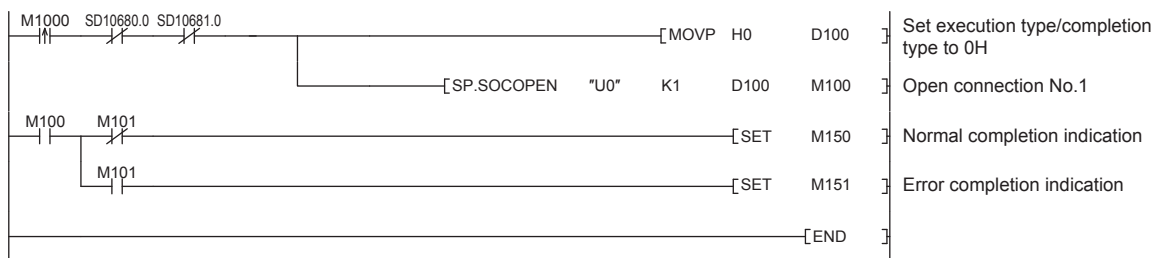 M1000 SD10680.0 SD10681.0
[MOVP H0 D100 ] Set execution type/completion
type to 0H
[SP.SOCOPEN "U0" K1 D100 M100 ] Open connection No.1
M100 M101
[SET M150 ] Normal completion indication
M101
[SET M151 ] Error completion indication
[END ]